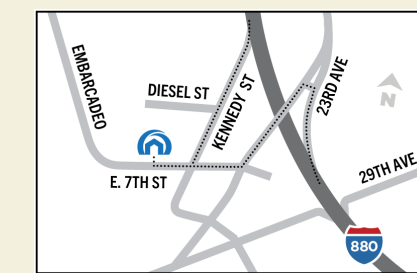 EMBARCADEO
DIESEL ST
KENNEDY ST
23RD AVE
N
E. 7TH ST
29TH AVE
880